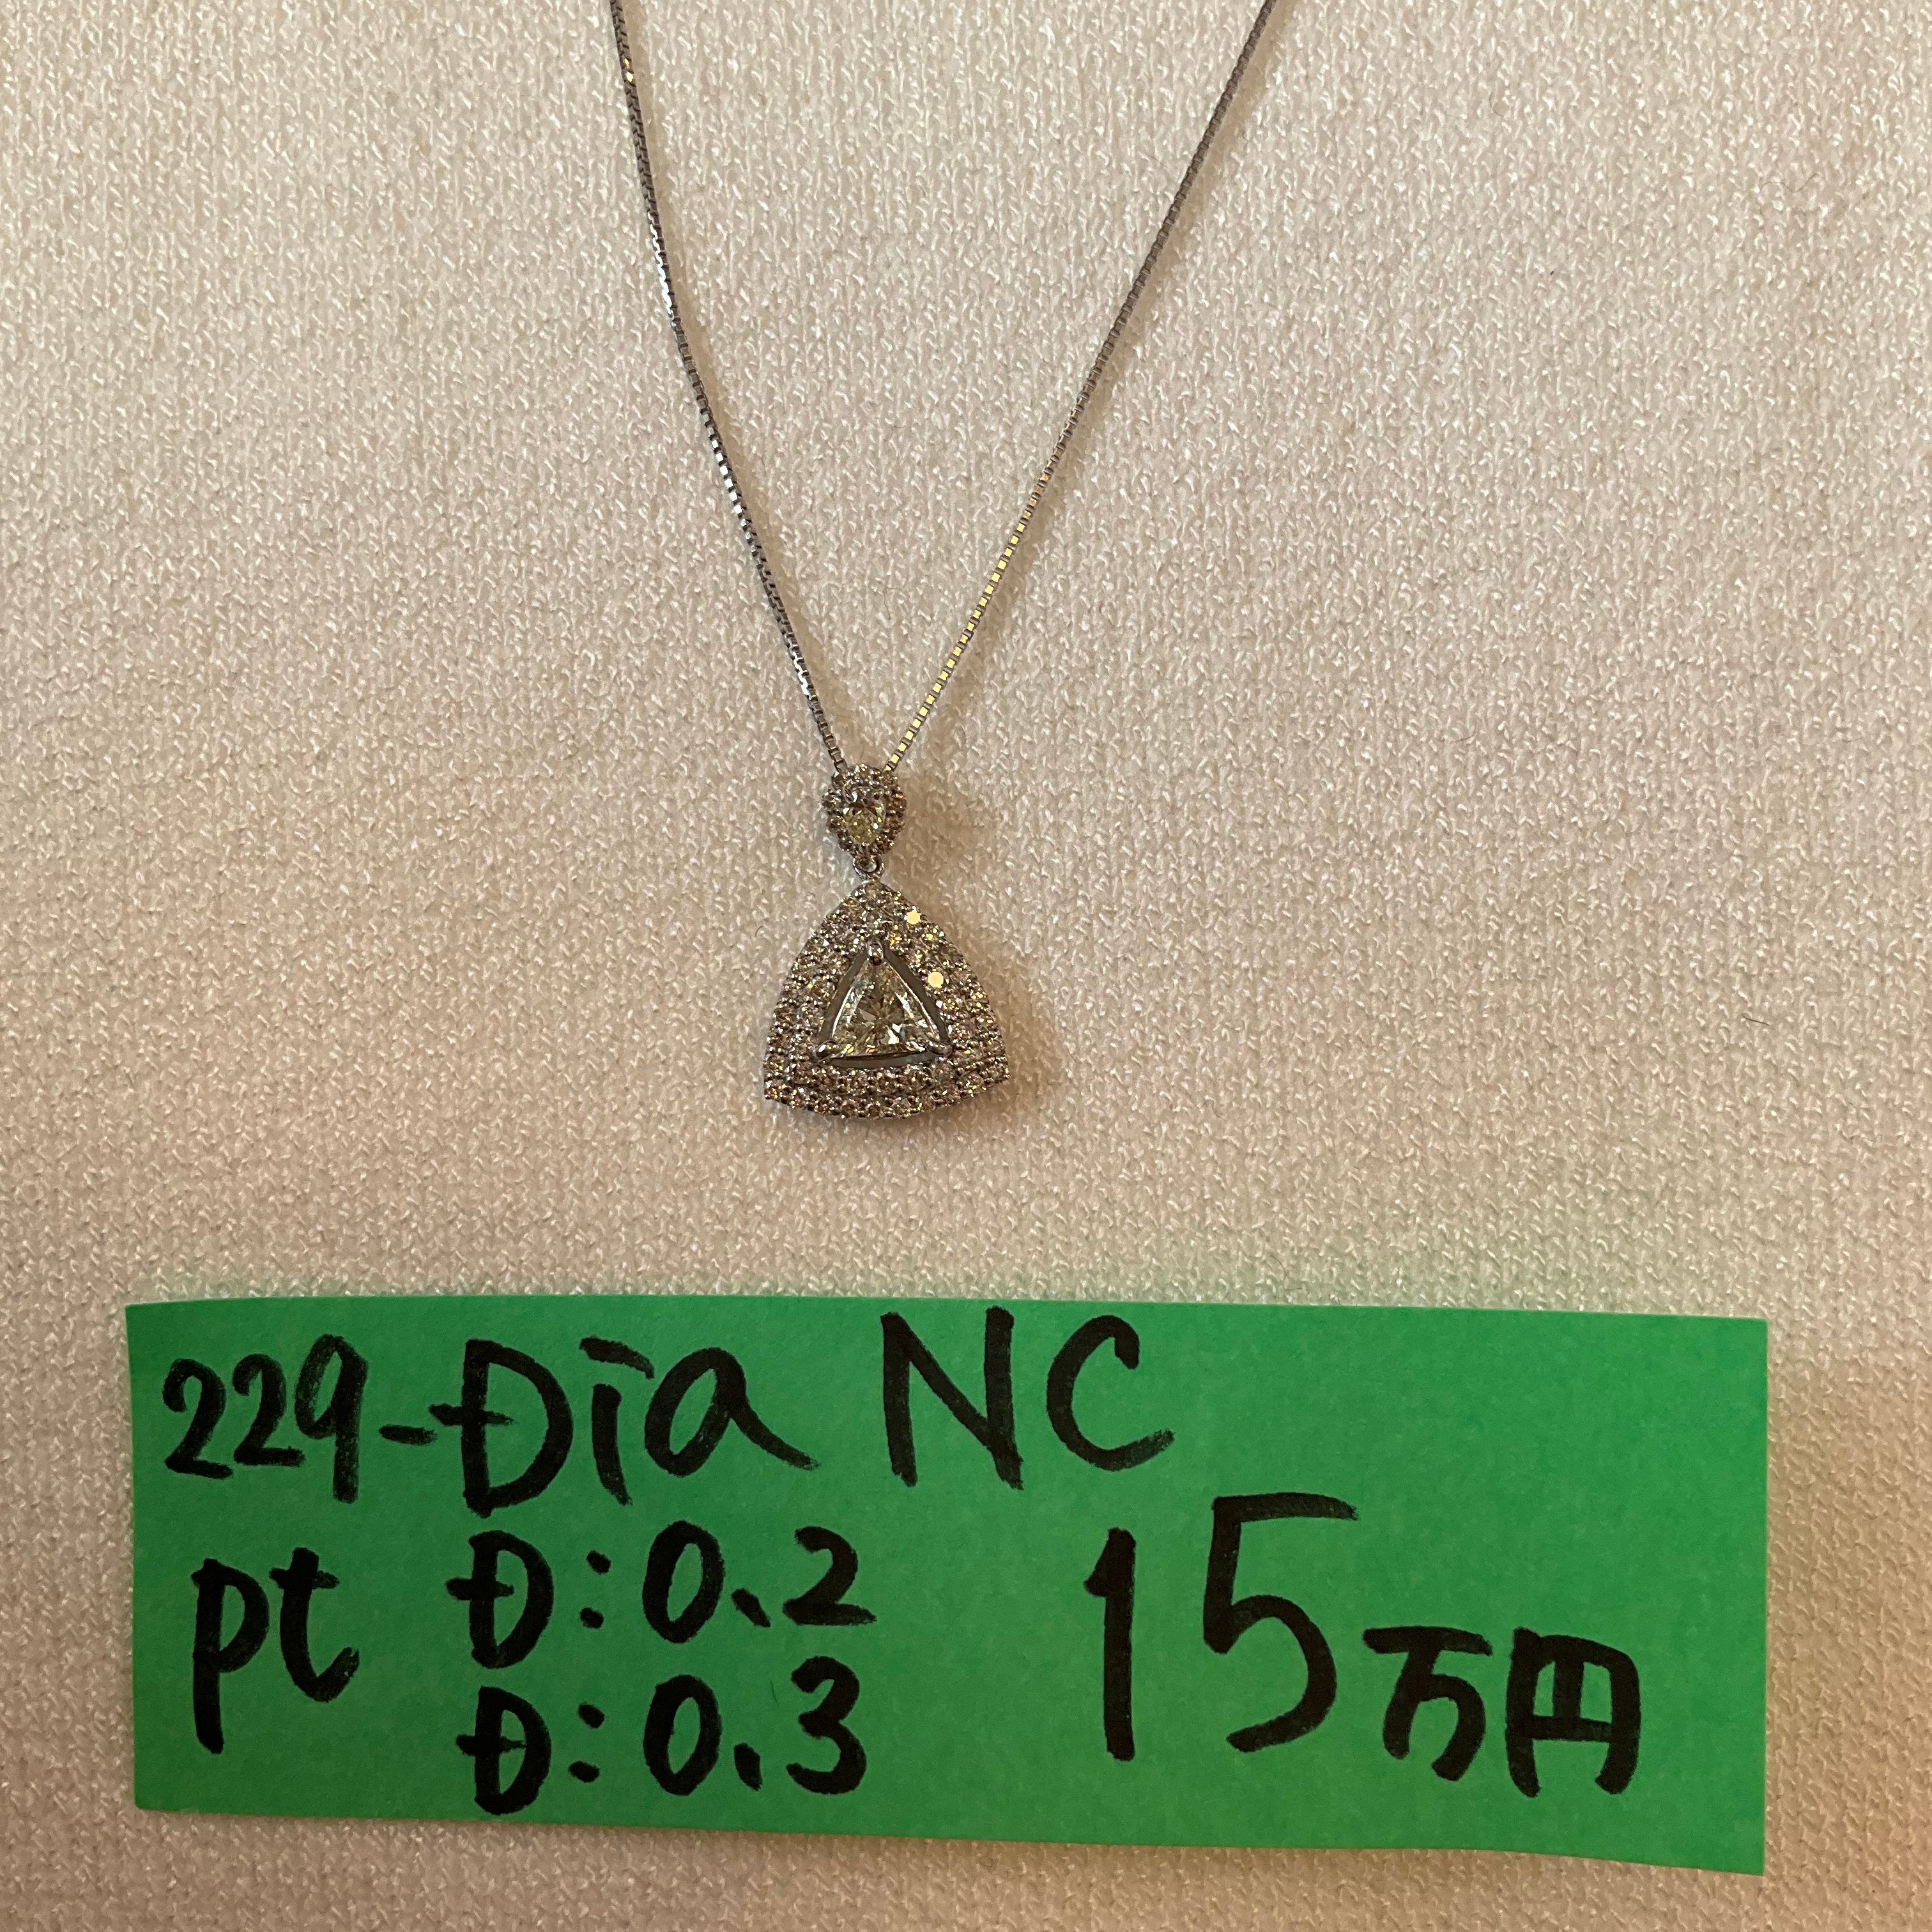 229-Dia NC
pt D:0.2
D:0.3
15万円